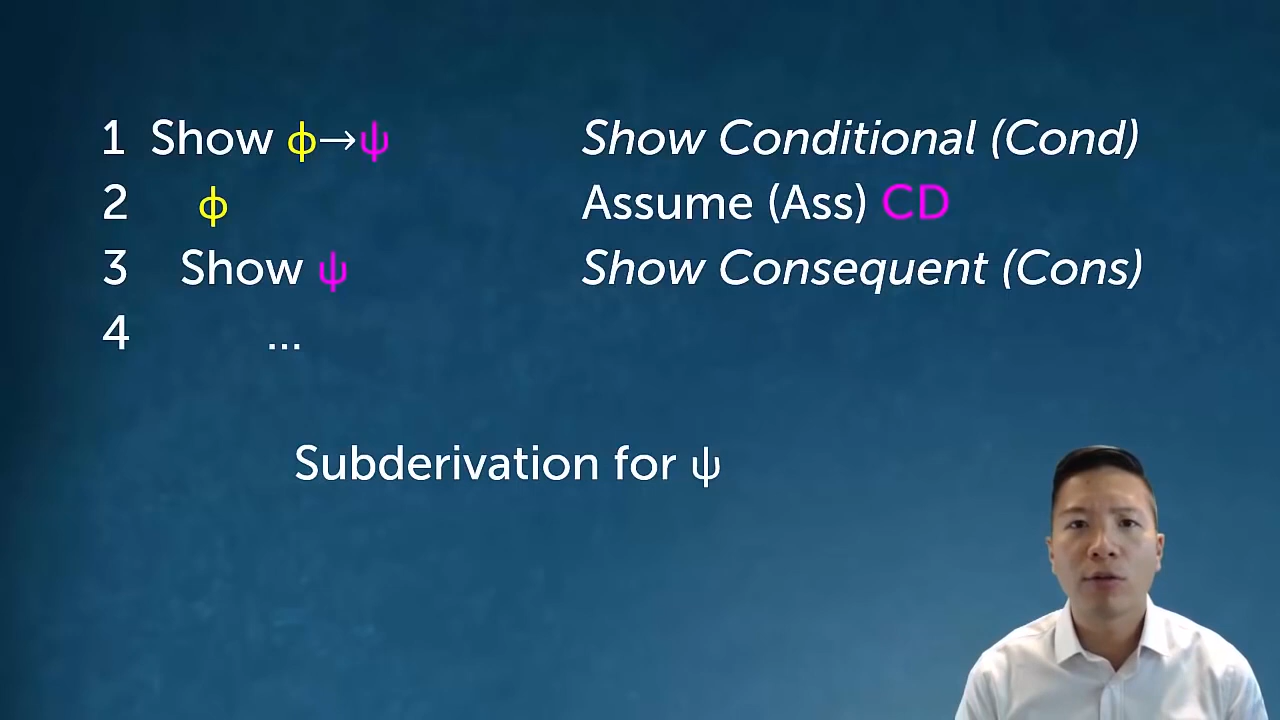 1 Show ϕ→ψ Show Conditional (Cond)
2 ϕ Assume (Ass) CD
3 Show ψ Show Consequent (Cons)
4 ...
Subderivation for ψ